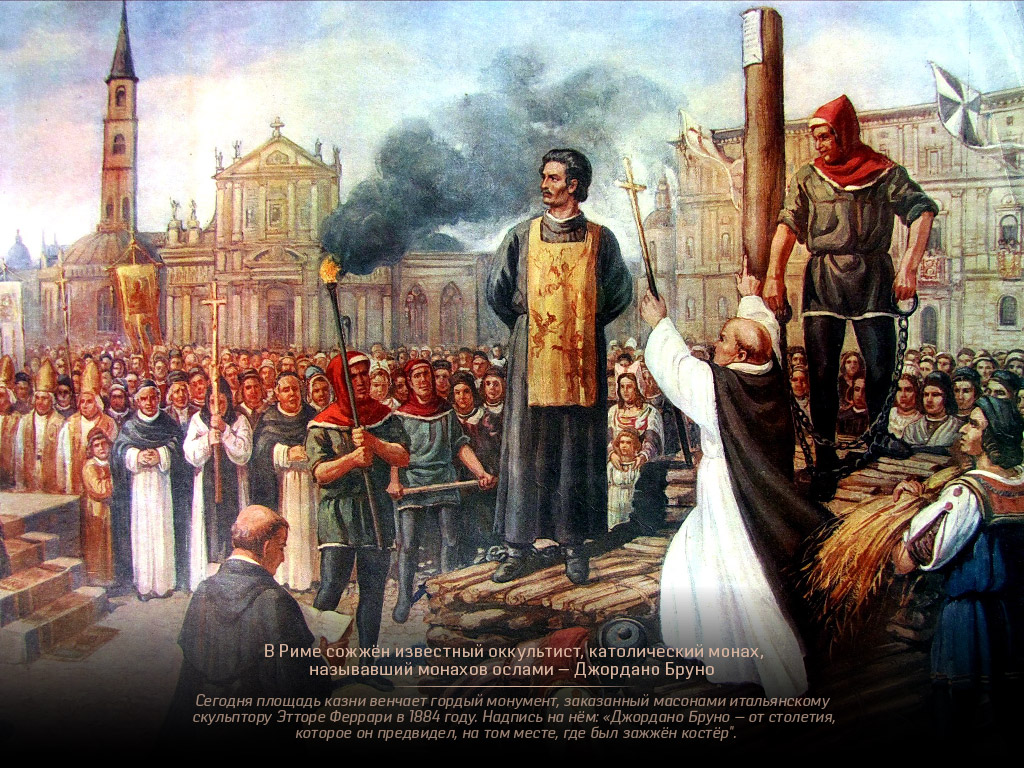 В Риме сожжён известный оккультист, католический монах,
называвший монахов ослами — Джордано Бруно
Сегодня площадь казни венчает гордый монумент, заказанный масонами итальянскому
скульптору Этторе Феррари в 1884 году. Надпись на нём: «Джордано Бруно — от столетия,
которое он предвидел, на том месте, где был зажжён костёр".